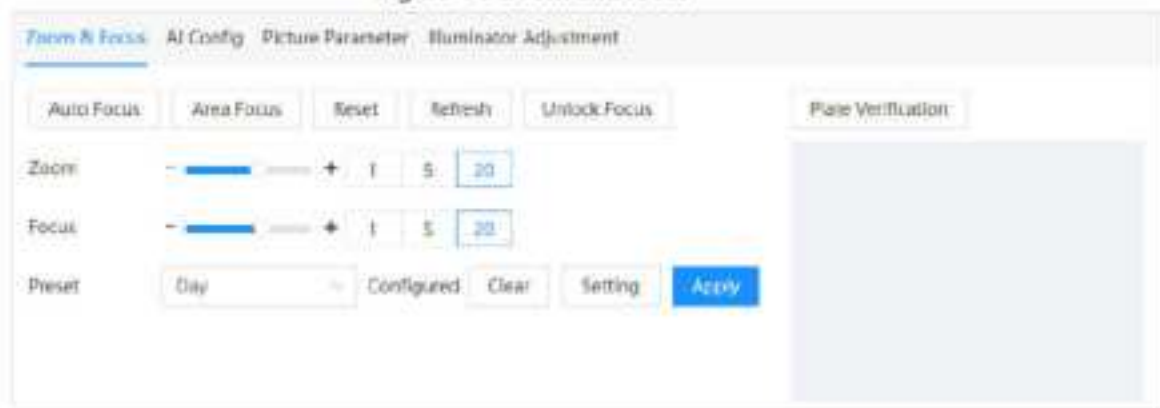 Zoom & Focus AI Config Picture Parameter Illuminator Adjustment
Auto Focus Area Focus Reset Refresh Unlock Focus Plate Verification
Zoom - + 1 5 20
Focus - + 1 5 20
Preset Day Configured Clear Setting Apply